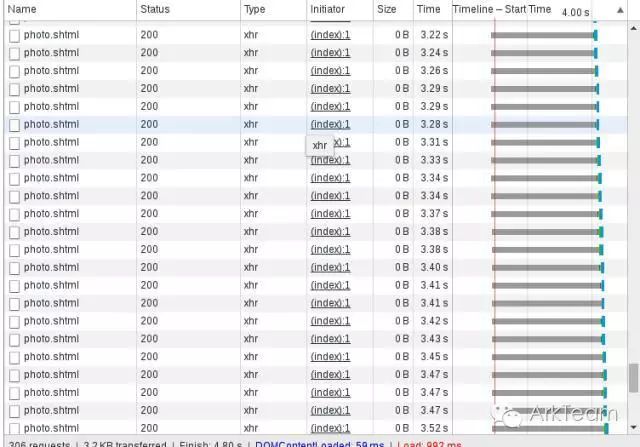 Name Status Type Initiator Size Time Timeline – Start Time 4.00 s
photo.shtml 200 xhr (index):1 0 B 3.22 s
photo.shtml 200 xhr (index):1 0 B 3.24 s
photo.shtml 200 xhr (index):1 0 B 3.26 s
photo.shtml 200 xhr (index):1 0 B 3.29 s
photo.shtml 200 xhr (index):1 0 B 3.29 s
photo.shtml 200 xhr (index):1 0 B 3.28 s
photo.shtml 200 xhr (index):1 0 B 3.31 s
xhr
photo.shtml 200 xhr (index):1 0 B 3.33 s
photo.shtml 200 xhr (index):1 0 B 3.34 s
photo.shtml 200 xhr (index):1 0 B 3.34 s
photo.shtml 200 xhr (index):1 0 B 3.37 s
photo.shtml 200 xhr (index):1 0 B 3.38 s
photo.shtml 200 xhr (index):1 0 B 3.38 s
photo.shtml 200 xhr (index):1 0 B 3.40 s
photo.shtml 200 xhr (index):1 0 B 3.41 s
photo.shtml 200 xhr (index):1 0 B 3.41 s
photo.shtml 200 xhr (index):1 0 B 3.42 s
photo.shtml 200 xhr (index):1 0 B 3.43 s
photo.shtml 200 xhr (index):1 0 B 3.45 s
photo.shtml 200 xhr (index):1 0 B 3.47 s
photo.shtml 200 xhr (index):1 0 B 3.47 s
photo.shtml 200 xhr (index):1 0 B 3.47 s
photo.shtml 200 xhr (index):1 0 B 3.52 s
ArkTeam
306 requests | 3.2 KB transferred | Finish: 4.80 s | DOMContentLoaded: 59 ms | Load: 992 ms